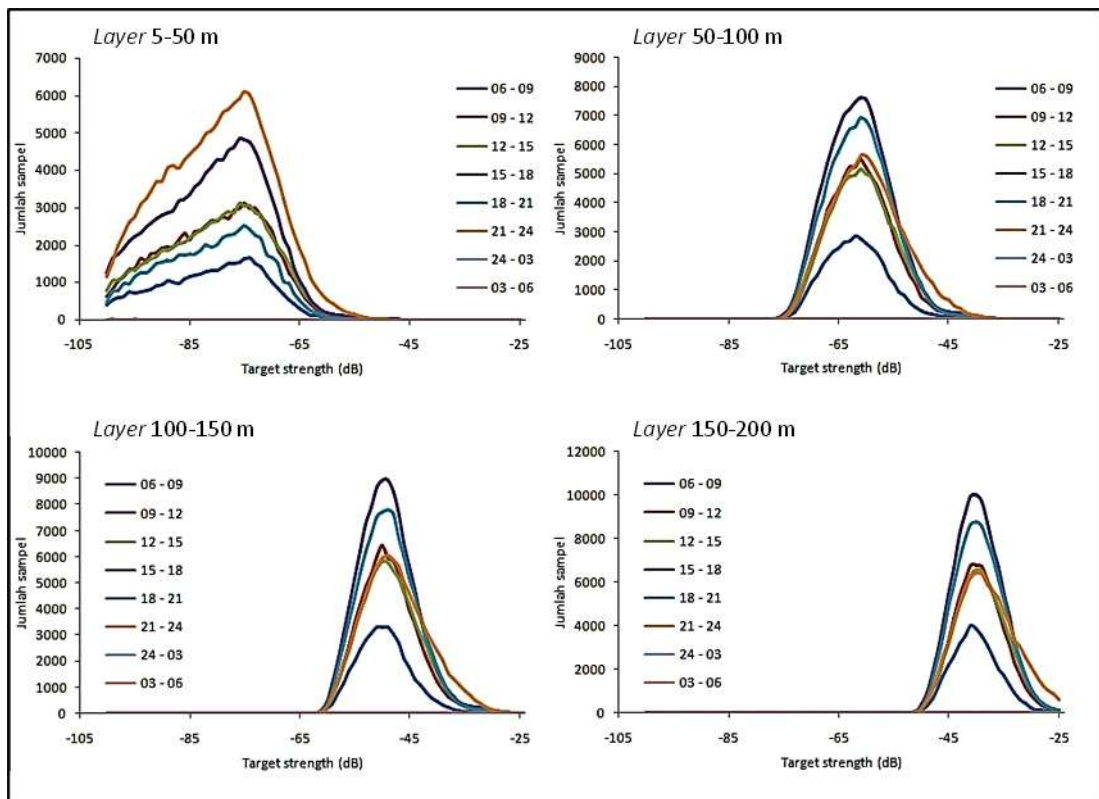 Layer 5-50 m
Jumlah sampel
7000
6000
5000
4000
3000
2000
1000
0
-105
-85
-65
-45
-25
Target strength (dB)
06 - 09
09 - 12
12 - 15
15 - 18
18 - 21
21 - 24
24 - 03
03 - 06
Layer 50-100 m
Jumlah sampel
9000
8000
7000
6000
5000
4000
3000
2000
1000
0
-105
-85
-65
-45
-25
Target strength (dB)
06 - 09
09 - 12
12 - 15
15 - 18
18 - 21
21 - 24
24 - 03
03 - 06
Layer 100-150 m
Jumlah sampel
10000
9000
8000
7000
6000
5000
4000
3000
2000
1000
0
-105
-85
-65
-45
-25
Target strength (dB)
06 - 09
09 - 12
12 - 15
15 - 18
18 - 21
21 - 24
24 - 03
03 - 06
Layer 150-200 m
Jumlah sampel
12000
10000
8000
6000
4000
2000
0
-105
-85
-65
-45
-25
Target strength (dB)
06 - 09
09 - 12
12 - 15
15 - 18
18 - 21
21 - 24
24 - 03
03 - 06